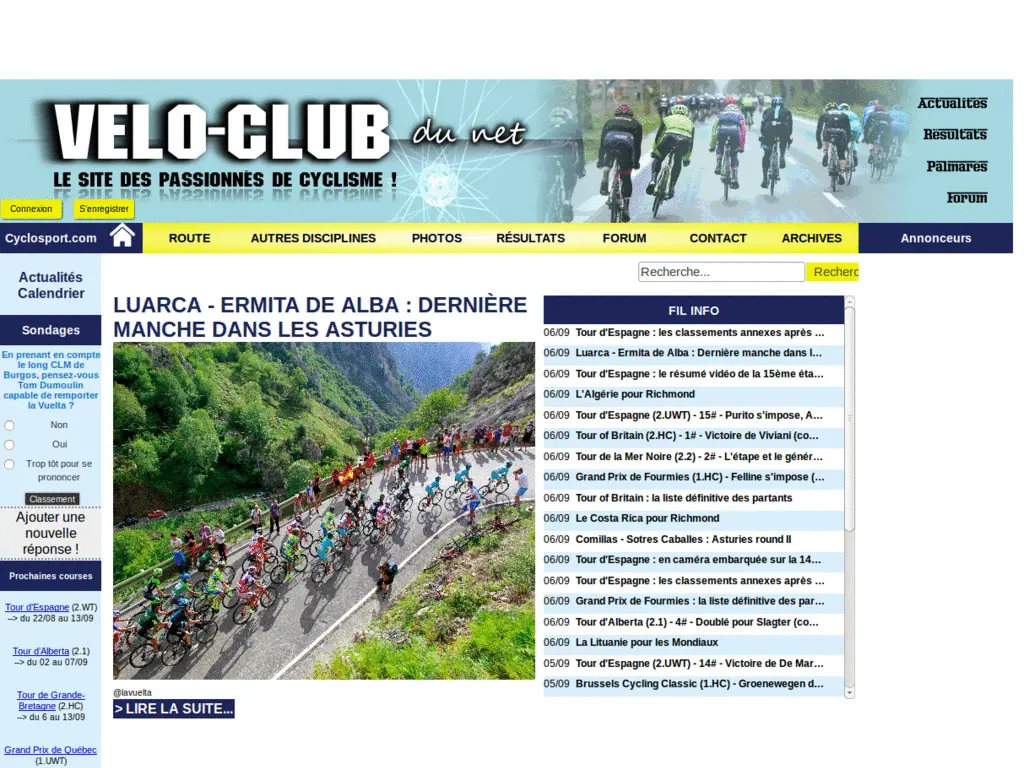 VELO-CLUB du net
LE SITE DES PASSIONNÉS DE CYCLISME !
Actualités
Résultats
Palmarès
Forum
Connexion
S'enregistrer
Cyclosport.com
ROUTE
AUTRES DISCIPLINES
PHOTOS
RÉSULTATS
FORUM
CONTACT
ARCHIVES
Annonceurs
Recherche...
Recherc
Actualités
Calendrier
Sondages
En prenant en compte
le long CLM de
Burgos, pensez-vous
Tom Dumoulin
capable de remporter
la Vuelta ?
Non
Oui
Trop tôt pour se
prononcer
Classement
Ajouter une
nouvelle
réponse !
Prochaines courses
Tour d'Espagne (2.WT)
--> du 22/08 au 13/09
Tour d'Alberta (2.1)
--> du 02 au 07/09
Tour de Grande-
Bretagne (2.HC)
--> du 6 au 13/09
Grand Prix de Québec
(1.UWT)
LUARCA - ERMITA DE ALBA : DERNIÈRE
MANCHE DANS LES ASTURIES
@lavuelta
> LIRE LA SUITE...
FIL INFO
06/09 Tour d'Espagne : les classements annexes après ...
06/09 Luarca - Ermita de Alba : Dernière manche dans l...
06/09 Tour d'Espagne : le résumé vidéo de la 15ème éta...
06/09 L'Algérie pour Richmond
06/09 Tour d'Espagne (2.UWT) - 15# - Purito s'impose, A...
06/09 Tour of Britain (2.HC) - 1# - Victoire de Viviani (co...
06/09 Tour de la Mer Noire (2.2) - 2# - L'étape et le génér...
06/09 Grand Prix de Fourmies (1.HC) - Felline s'impose (...
06/09 Tour of Britain : la liste définitive des partants
06/09 Le Costa Rica pour Richmond
06/09 Comillas - Sotres Cabralles : Asturies round II
06/09 Tour d'Espagne : en caméra embarquée sur la 14...
06/09 Tour d'Espagne : les classements annexes après ...
06/09 Grand Prix de Fourmies : la liste définitive des par...
06/09 Tour d'Alberta (2.1) - 4# - Doublé pour Slagter (co...
06/09 La Lituanie pour les Mondiaux
05/09 Tour d'Espagne (2.UWT) - 14# - Victoire de De Mar...
05/09 Brussels Cycling Classic (1.HC) - Groenewegen d...